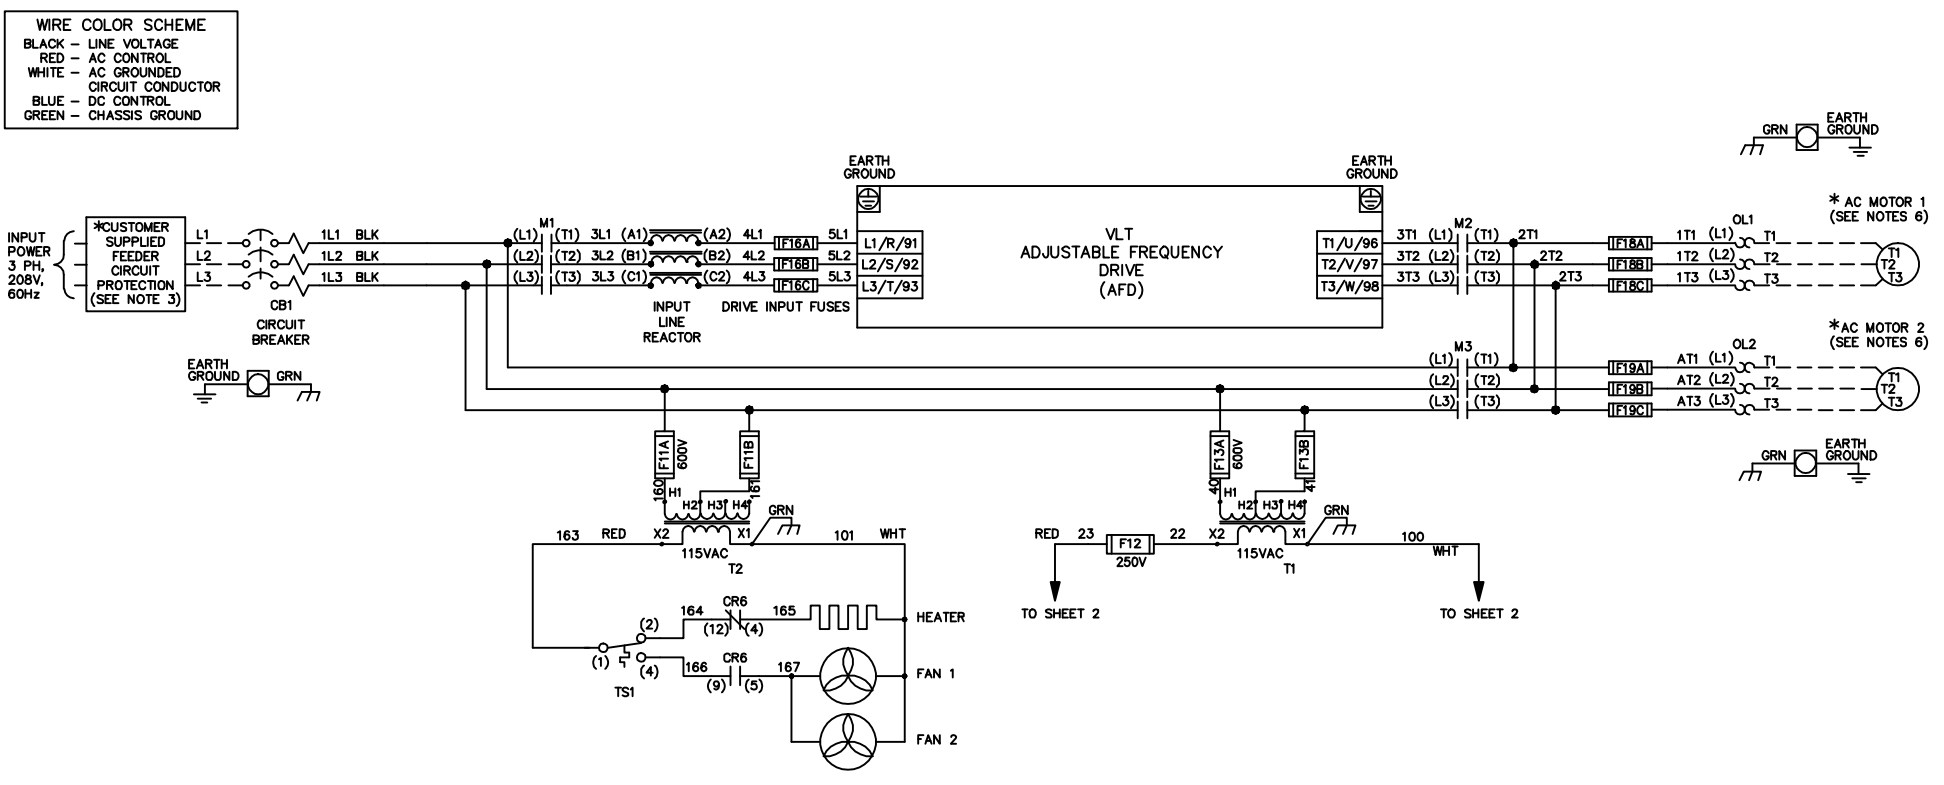 WIRE COLOR SCHEME
BLACK - LINE VOLTAGE
RED - AC CONTROL
WHITE - AC GROUNDED
CIRCUIT CONDUCTOR
BLUE - DC CONTROL
GREEN - CHASSIS GROUND
GRN
EARTH
GROUND
INPUT
POWER
3 PH,
208V,
60Hz
*CUSTOMER
SUPPLIED
FEEDER
CIRCUIT
PROTECTION
(SEE NOTE 3)
L1
L2
L3
CB1
CIRCUIT
BREAKER
1L1 BLK
1L2 BLK
1L3 BLK
M1
(L1) (T1) 3L1 (A1) (A2) 4L1 F16A 5L1
(L2) (T2) 3L2 (B1) (B2) 4L2 F16B 5L2
(L3) (T3) 3L3 (C1) (C2) 4L3 F16C 5L3
INPUT
LINE
REACTOR
DRIVE INPUT FUSES
EARTH
GROUND
L1/R/91
L2/S/92
L3/T/93
VLT
ADJUSTABLE FREQUENCY
DRIVE
(AFD)
EARTH
GROUND
T1/U/96
T2/V/97
T3/W/98
M2
3T1 (L1) (T1) 2T1 F18A 1T1 (L1) T1
3T2 (L2) (T2) 2T2 F18B 1T2 (L2) T2
3T3 (L3) (T3) 2T3 F18C 1T3 (L3) T3
OL1
* AC MOTOR 1
(SEE NOTES 6)
T1
T2
T3
EARTH
GROUND
GRN
M3
(L1) (T1) F19A AT1 (L1) T1
(L2) (T2) F19B AT2 (L2) T2
(L3) (T3) F19C AT3 (L3) T3
OL2
*AC MOTOR 2
(SEE NOTES 6)
T1
T2
T3
GRN
EARTH
GROUND
F11A
600V
F11B
160
161
H1 H2 H3 H4
GRN
163 RED X2 X1 101 WHT
115VAC
T2
F13A
600V
F13B
40
41
H1 H2 H3 H4
GRN
RED 23 F12 22 X2 X1 100
WHT
250V
115VAC
T1
TO SHEET 2
TO SHEET 2
CR6
164 165
(12) (4)
HEATER
(2)
(1)
(4)
TS1
CR6
166 167
(9) (5)
FAN 1
FAN 2